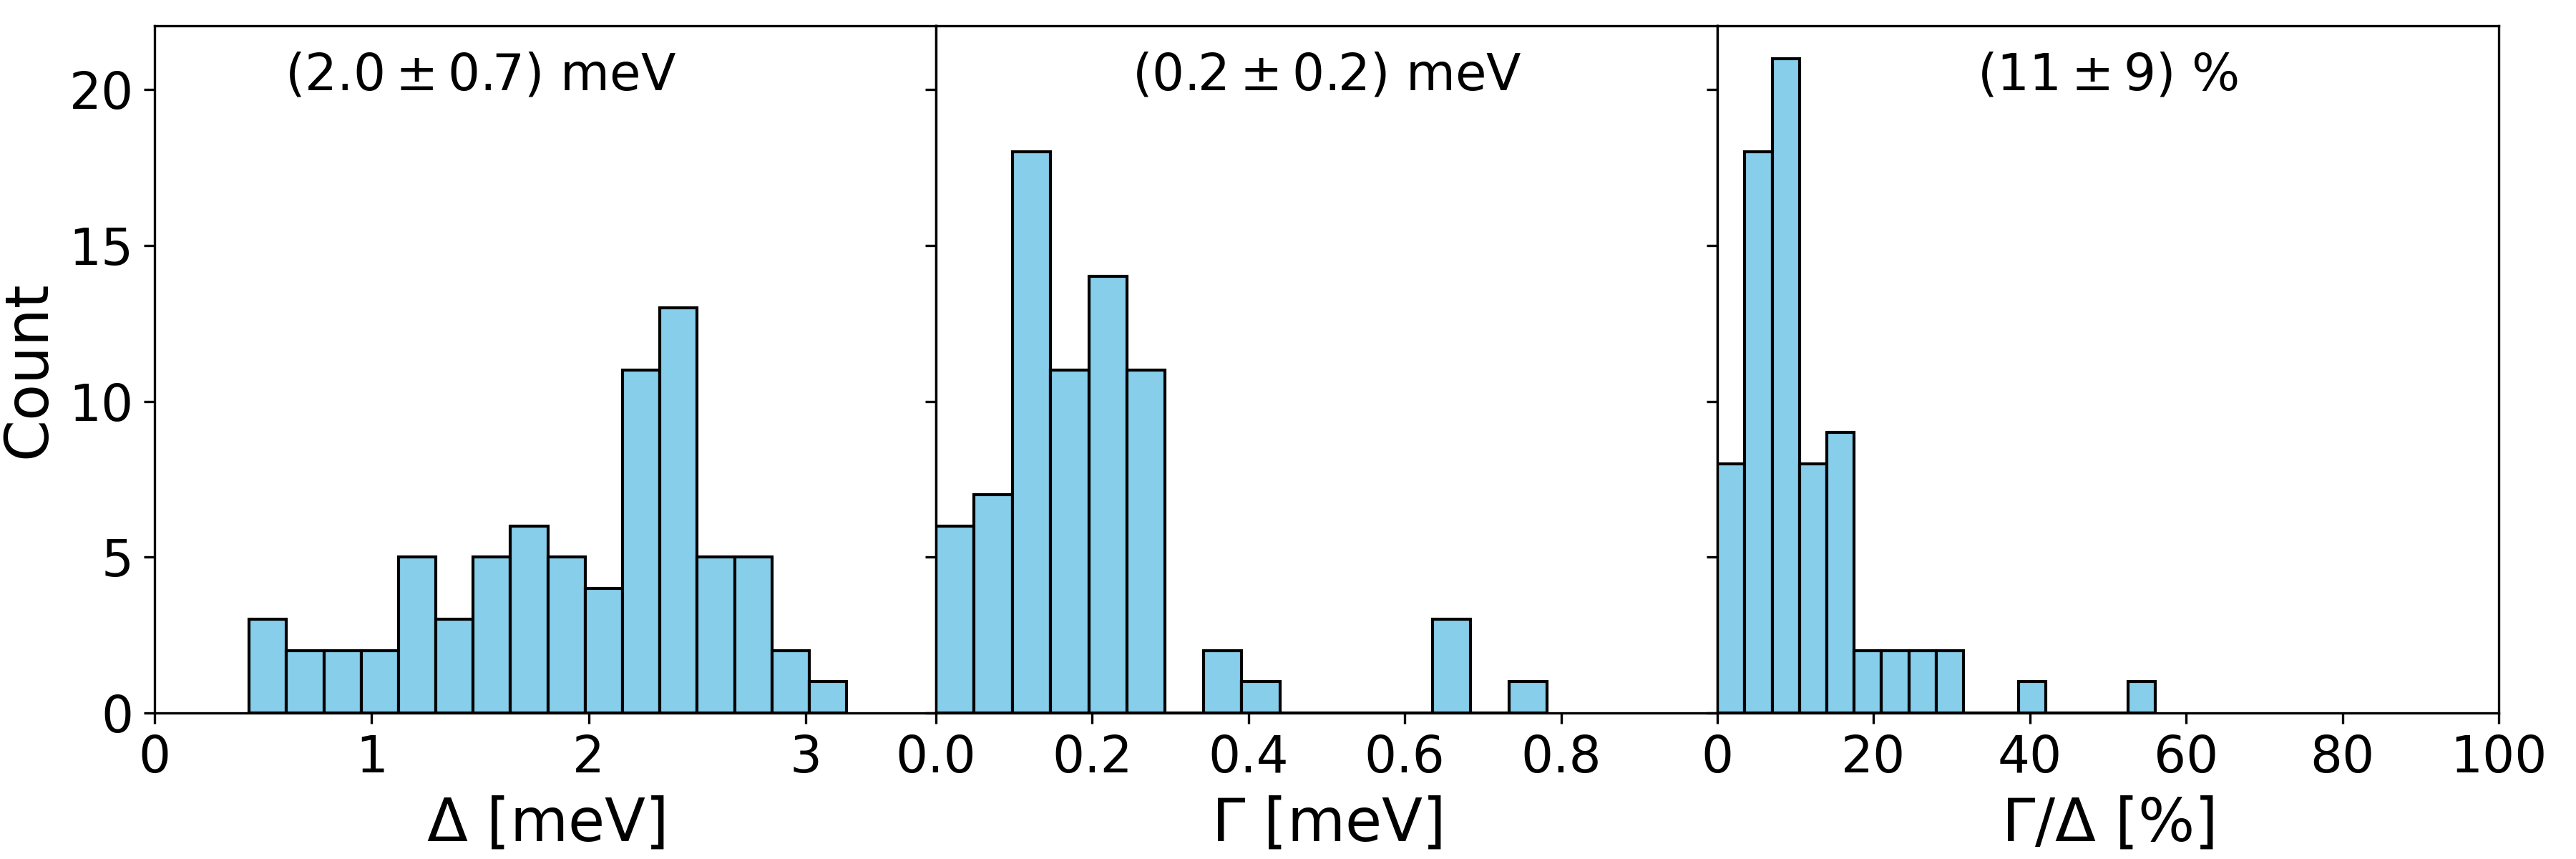 (2.0 ± 0.7) meV
(0.2 ± 0.2) meV
(11 ± 9) %
Count
20
15
10
5
0
0 1 2 3
0.0 0.2 0.4 0.6 0.8
0 20 40 60 80 100
Δ [meV]
Γ [meV]
Γ/Δ [%]